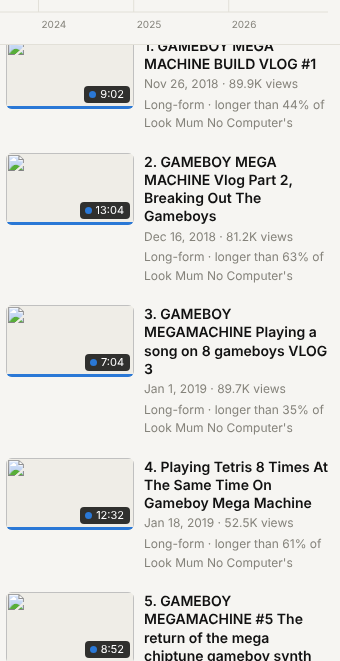 2024 2025 2026
1. GAMEBOY MEGA
MACHINE BUILD VLOG #1
9:02
Nov 26, 2018 · 89.9K views
Long-form · longer than 44% of
Look Mum No Computer's
2. GAMEBOY MEGA
MACHINE Vlog Part 2,
Breaking Out The
Gameboys
13:04
Dec 16, 2018 · 81.2K views
Long-form · longer than 63% of
Look Mum No Computer's
3. GAMEBOY
MEGAMACHINE Playing a
song on 8 gameboys VLOG
3
7:04
Jan 1, 2019 · 89.7K views
Long-form · longer than 35% of
Look Mum No Computer's
4. Playing Tetris 8 Times At
The Same Time On
Gameboy Mega Machine
12:32
Jan 18, 2019 · 52.5K views
Long-form · longer than 61% of
Look Mum No Computer's
5. GAMEBOY
MEGAMACHINE #5 The
return of the mega
chiptune gameboy synth
8:52